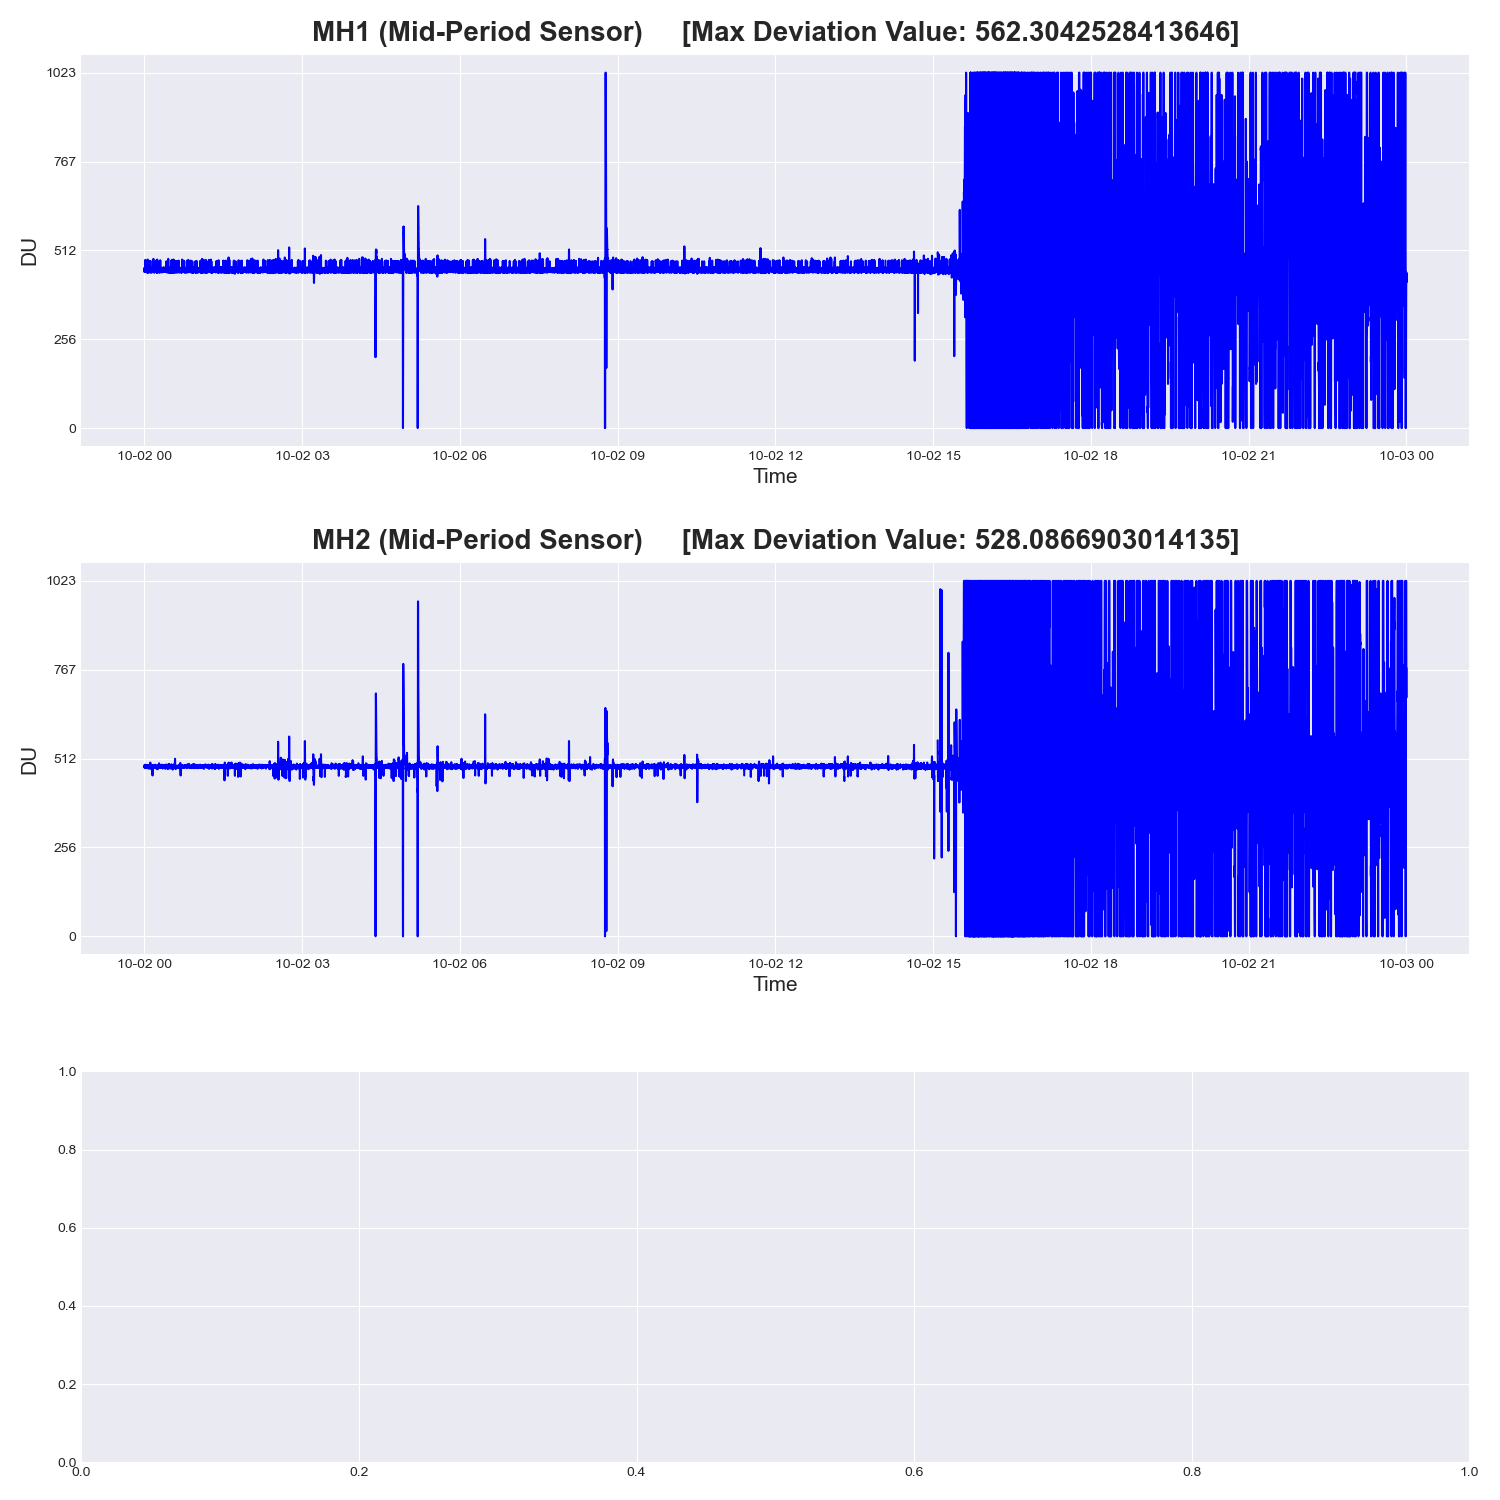 MH1 (Mid-Period Sensor) [Max Deviation Value: 562.3042528413646]
1023
767
512
256
0
DU
10-02 00 10-02 03 10-02 06 10-02 09 10-02 12 10-02 15 10-02 18 10-02 21 10-03 00
Time
MH2 (Mid-Period Sensor) [Max Deviation Value: 528.0866903014135]
1023
767
512
256
0
DU
10-02 00 10-02 03 10-02 06 10-02 09 10-02 12 10-02 15 10-02 18 10-02 21 10-03 00
Time
1.0
0.8
0.6
0.4
0.2
0.0
0.0 0.2 0.4 0.6 0.8 1.0